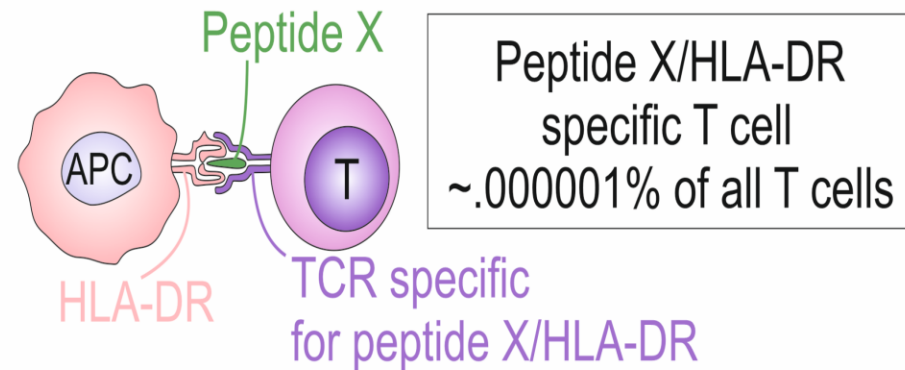 Peptide X
Peptide X/HLA-DR
specific T cell
~.000001% of all T cells
APC
T
HLA-DR
TCR specific
for peptide X/HLA-DR